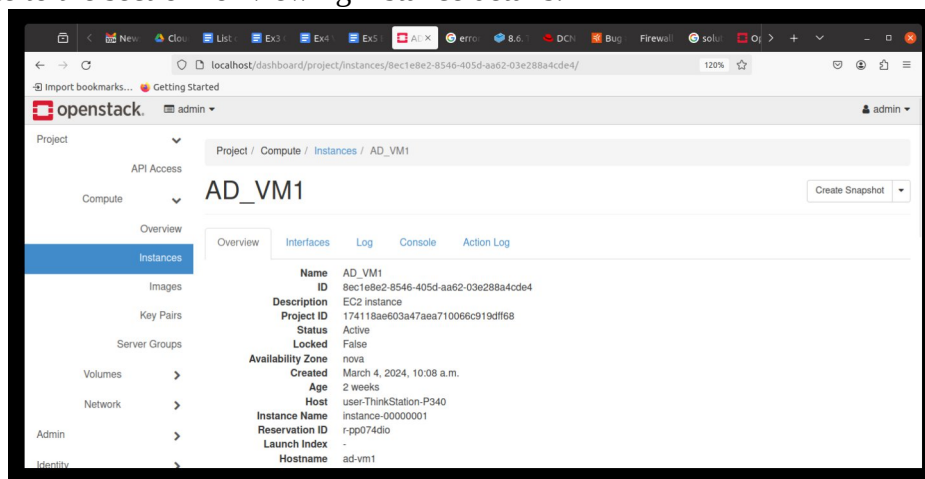 New Clou List Ex3 Ex4 Ex5 AD × erro 8.6. DCN Bug Firewall solu
localhost/dashboard/project/instances/8ec1e8e2-8546-405d-aa62-03e288a4cde4/ 120%
Import bookmarks... Getting Started
openstack. admin admin
Project
API Access
Compute
Overview
Instances
Images
Key Pairs
Server Groups
Volumes
Network
Admin
Identity
Project / Compute / Instances / AD_VM1
AD_VM1
Create Snapshot
Overview Interfaces Log Console Action Log
Name AD_VM1
ID 8ec1e8e2-8546-405d-aa62-03e288a4cde4
Description EC2 instance
Project ID 174118ae603a47aea710066c919dff68
Status Active
Locked False
Availability Zone nova
Created March 4, 2024, 10:08 a.m.
Age 2 weeks
Host user-ThinkStation-P340
Instance Name instance-00000001
Reservation ID r-pp074dio
Launch Index -
Hostname ad-vm1